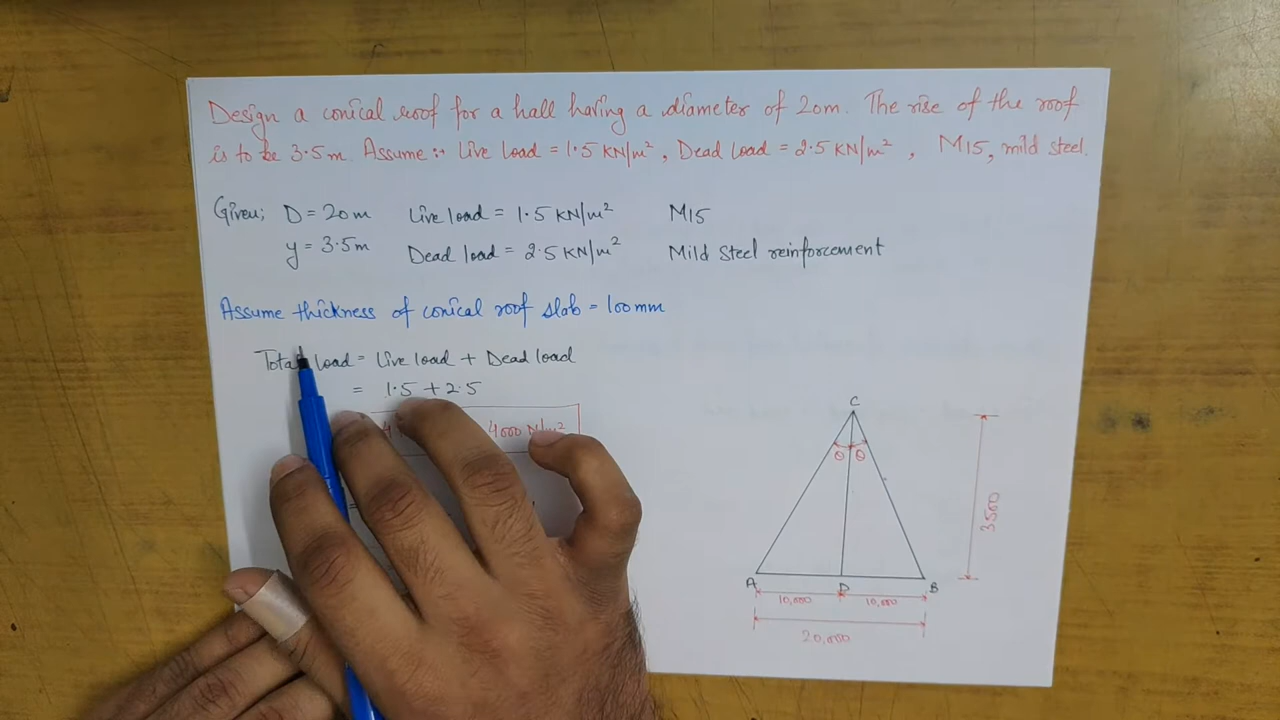 Design a conical roof for a hall having a diameter of 20m. The rise of the roof
is to be 3.5m. Assume :- Live load = 1.5 KN/m², Dead load = 2.5 KN/m², M15, mild steel.
Given; D = 20m Live load = 1.5 KN/m² M15
y = 3.5m Dead load = 2.5 KN/m² Mild Steel reinforcement
Assume thickness of conical roof slab = 100mm
Total load = Live load + Dead load
= 1.5 + 2.5
4000 N/m²
=
C
θ θ
3500
A D B
10,000 10,000
20,000